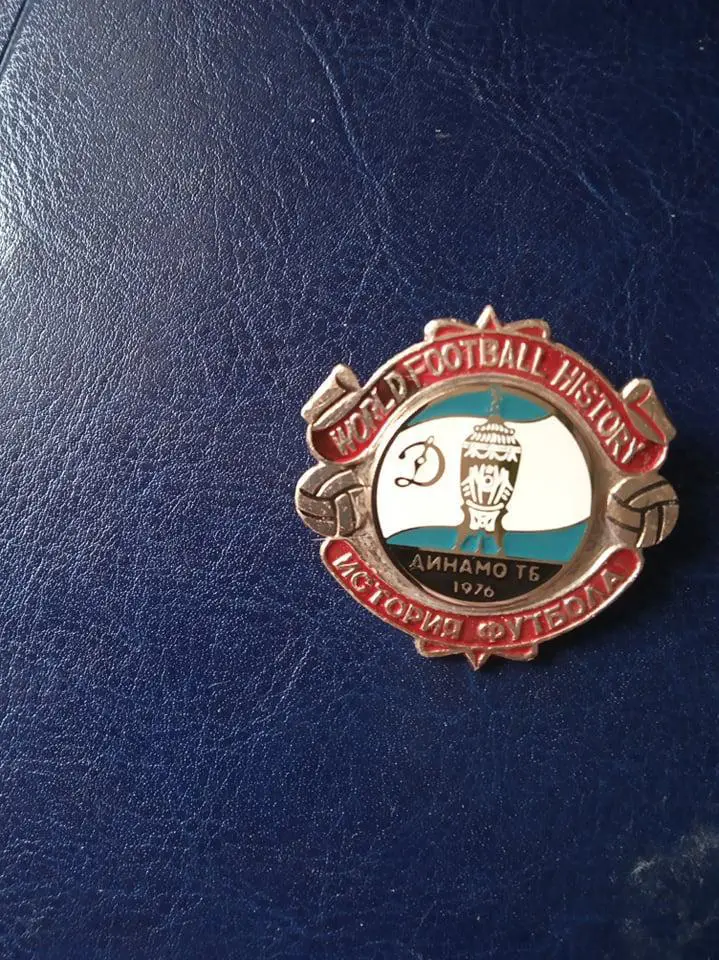 WORLD FOOTBALL HISTORY
Д
ДИНАМО ТБ
1976
ИСТОРИЯ ФУТБОЛА